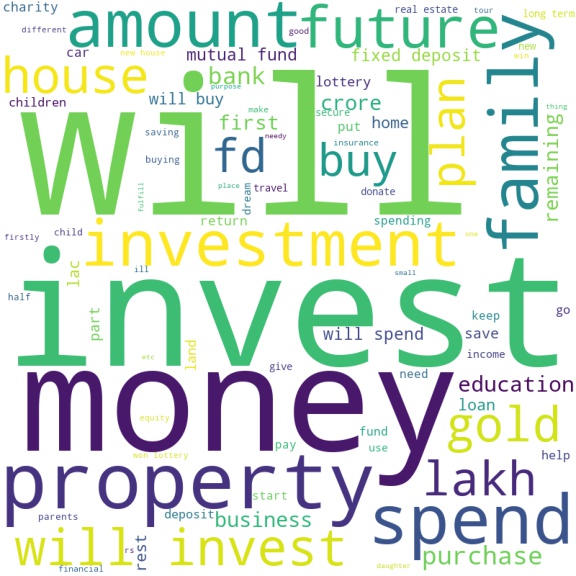 charity
different
amount
good
future
real estate
tour
long term
new
win
car
new house
mutual fund
fixed deposit
family
house
bank
purpose
lottery
plan
thing
children
will buy
make
crore
secure
put
home
needy
first
remaining
will
saving
buying
fd
insurance
buy
fulfill
place
dream
travel
donate
return
spending
firstly
child
investment
one
lac
ill
small
invest
half
part
will spend
keep
save
go
land
income
etc
give
need
money
education
equity
loan
gold
won lottery
pay
fund
use
help
property
lakh
start
parents
deposit
business
spend
will invest
rs
rest
purchase
financial
daughter